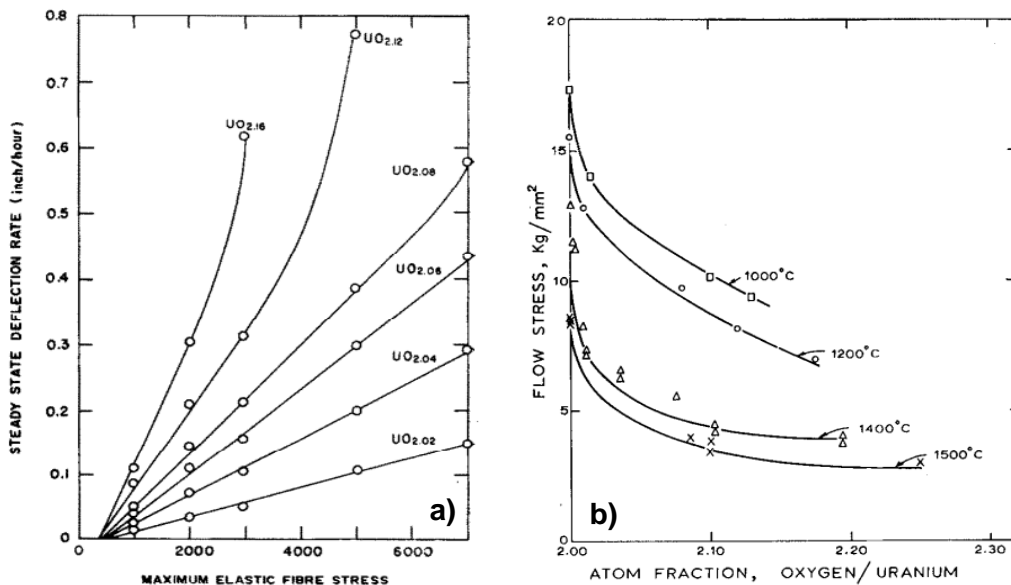 STEADY STATE DEFLECTION RATE (inch/hour)
0.8
0.7
0.6
0.5
0.4
0.3
0.2
0.1
0
UO2.12
UO2.16
UO2.08
UO2.06
UO2.04
UO2.02
a)
0 2000 4000 6000
MAXIMUM ELASTIC FIBRE STRESS
FLOW STRESS, Kg/mm²
20
15
10
5
0
1000°C
1200°C
1400°C
1500°C
b)
2.00 2.10 2.20 2.30
ATOM FRACTION, OXYGEN/URANIUM